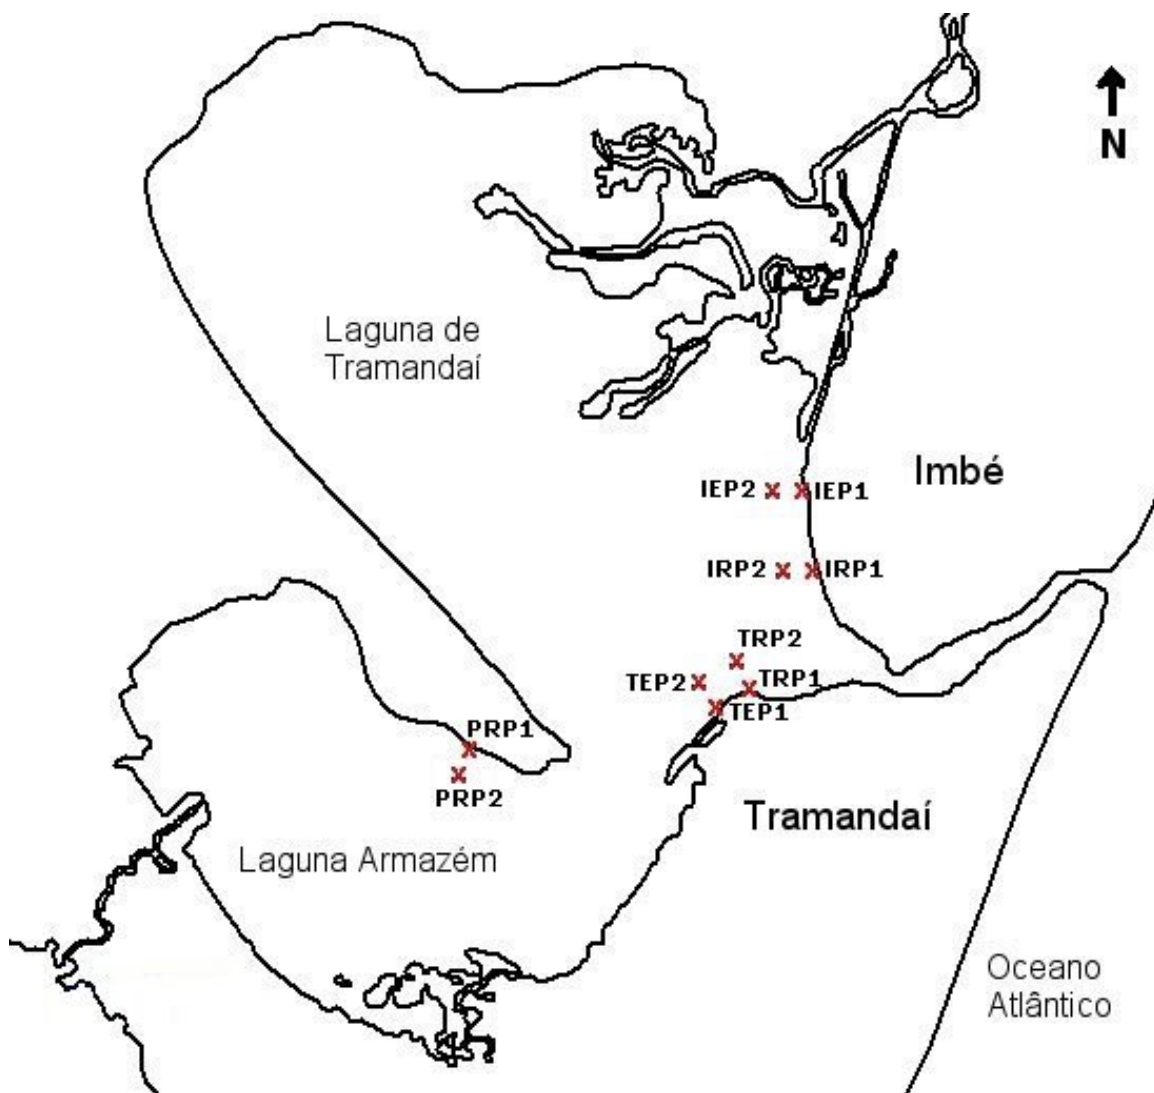 N
Laguna de
Tramandaí
Imbé
IEP2
IEP1
IRP2
IRP1
TRP2
TEP2
TRP1
TEP1
PRP1
PRP2
Tramandaí
Laguna Armazém
Oceano
Atlântico